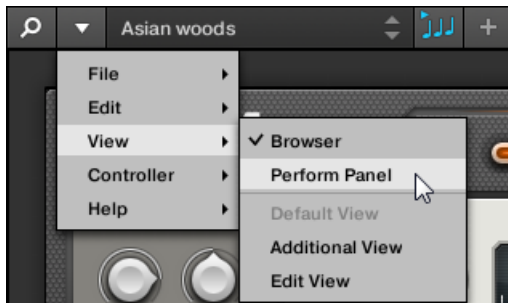 Asian woods
File
Edit
View
Controller
Help
Browser
Perform Panel
Default View
Additional View
Edit View